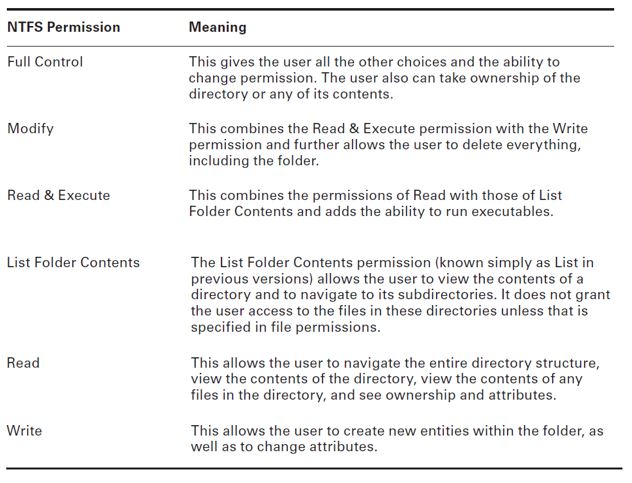 NTFS Permission Meaning
Full Control This gives the user all the other choices and the ability to
change permission. The user also can take ownership of the
directory or any of its contents.
Modify This combines the Read & Execute permission with the Write
permission and further allows the user to delete everything,
including the folder.
Read & Execute This combines the permissions of Read with those of List
Folder Contents and adds the ability to run executables.
List Folder Contents The List Folder Contents permission (known simply as List in
previous versions) allows the user to view the contents of a
directory and to navigate to its subdirectories. It does not grant
the user access to the files in these directories unless that is
specified in file permissions.
Read This allows the user to navigate the entire directory structure,
view the contents of the directory, view the contents of any
files in the directory, and see ownership and attributes.
Write This allows the user to create new entities within the folder, as
well as to change attributes.